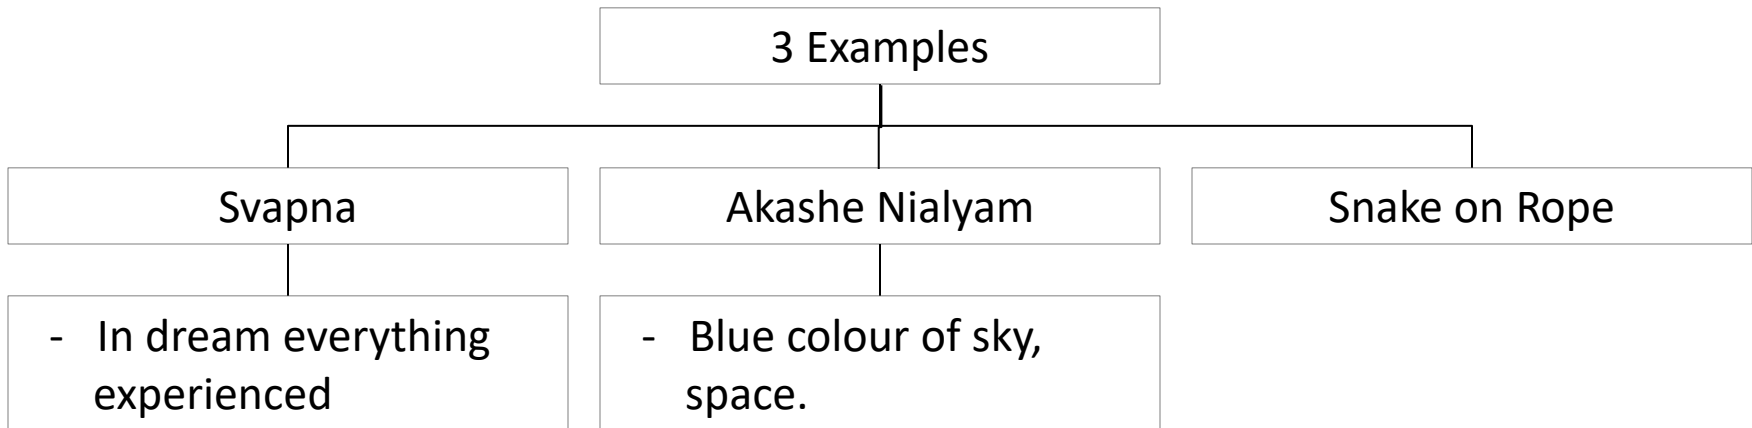 3 Examples
Svapna
Akashe Nialyam
Snake on Rope
- In dream everything
experienced
- Blue colour of sky,
space.